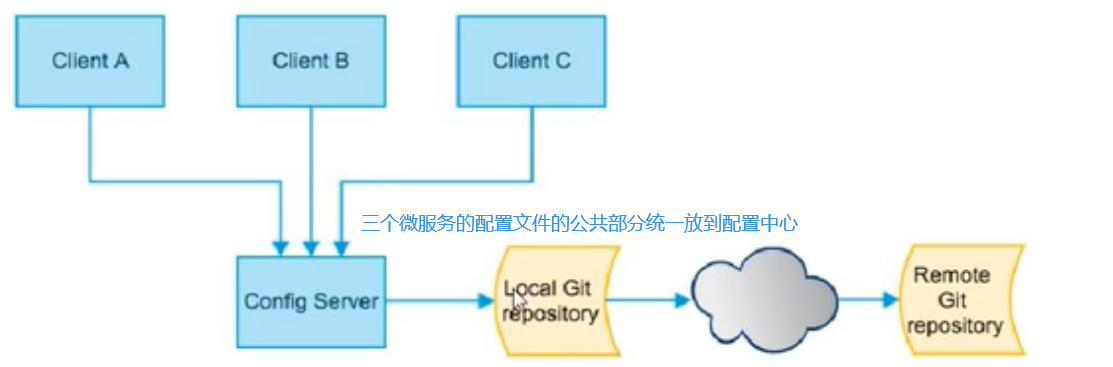 Client A
Client B
Client C
三个微服务的配置文件的公共部分统一放到配置中心
Config Server
Local Git
repository
Remote
Git
repository